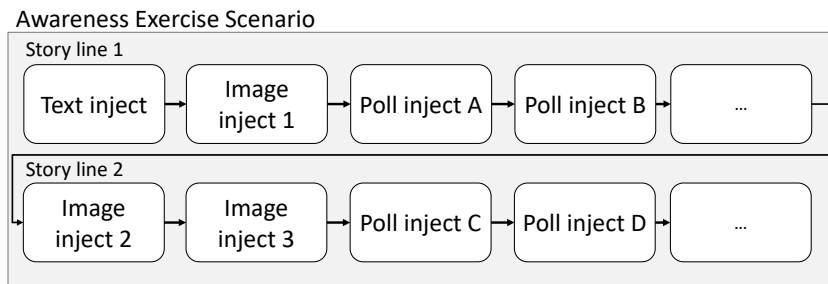 Awareness Exercise Scenario
Story line 1
Text inject
Image
inject 1
Poll inject A
Poll inject B
...
Story line 2
Image
inject 2
Image
inject 3
Poll inject C
Poll inject D
...